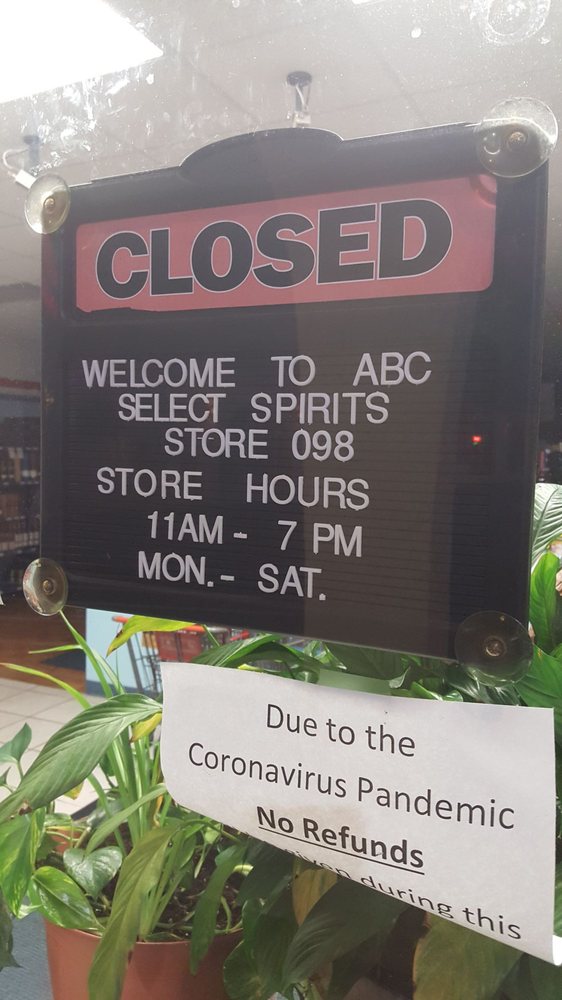 CLOSED
WELCOME TO ABC
SELECT SPIRITS
STORE 098
STORE HOURS
11AM - 7 PM
MON. - SAT.
Due to the
Coronavirus Pandemic
No Refunds
during this